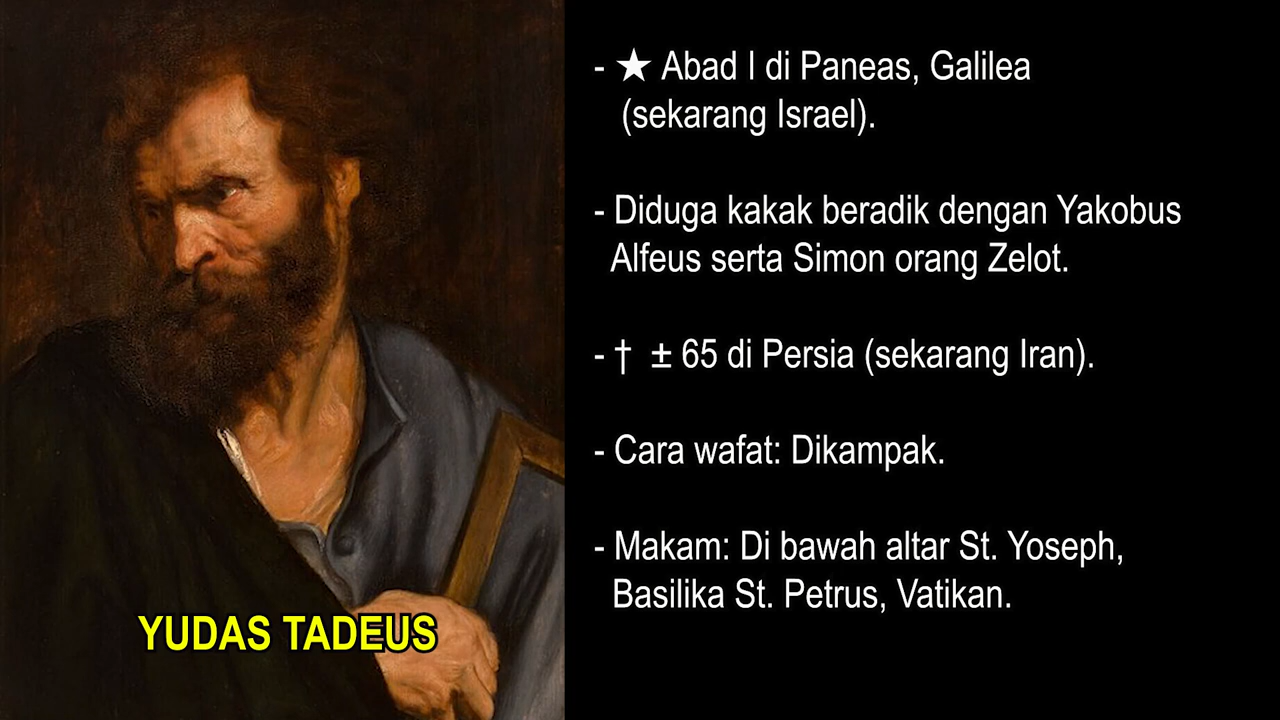 - ★ Abad I di Paneas, Galilea
(sekarang Israel).
- Diduga kakak beradik dengan Yakobus
Alfeus serta Simon orang Zelot.
- † ± 65 di Persia (sekarang Iran).
- Cara wafat: Dikampak.
- Makam: Di bawah altar St. Yoseph,
Basilika St. Petrus, Vatikan.
YUDAS TADEUS